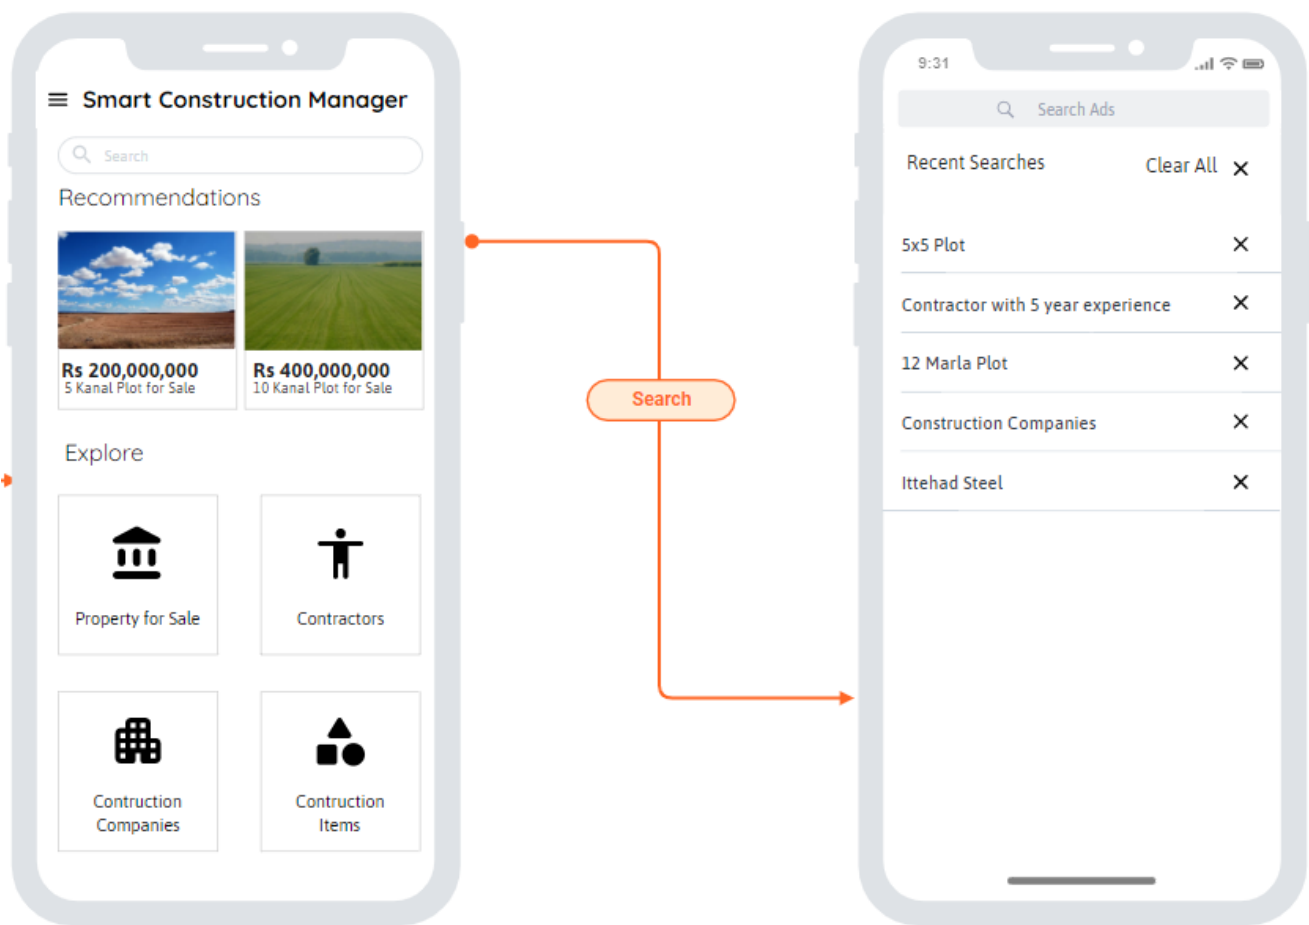 Smart Construction Manager
Search
Recommendations
Rs 200,000,000
5 Kanal Plot for Sale
Rs 400,000,000
10 Kanal Plot for Sale
Explore
Property for Sale
Contractors
Contruction
Companies
Contruction
Items
Search
9:31
Search Ads
Recent Searches
Clear All
5x5 Plot
Contractor with 5 year experience
12 Marla Plot
Construction Companies
Ittehad Steel